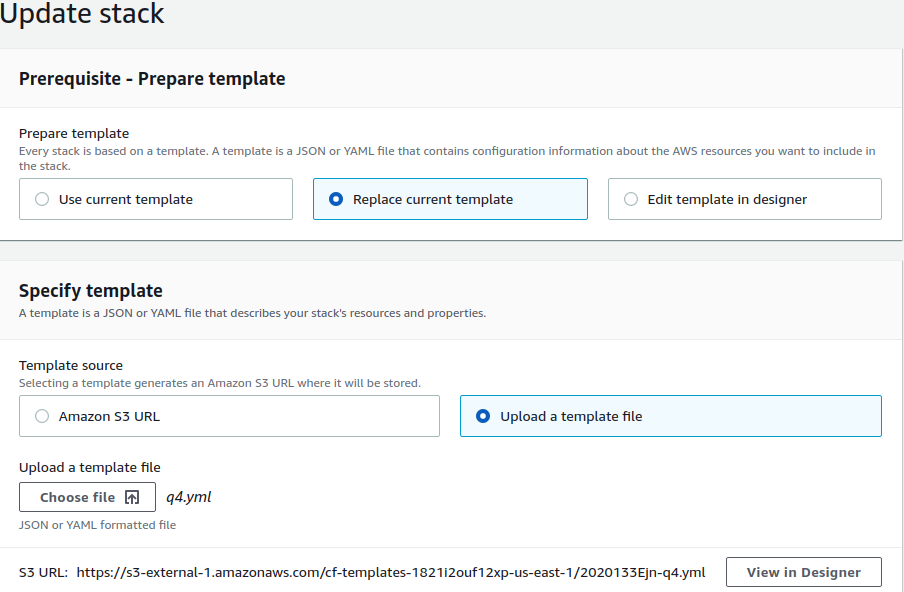 Update stack
Prerequisite - Prepare template
Prepare template
Every stack is based on a template. A template is a JSON or YAML file that contains configuration information about the AWS resources you want to include in
the stack.
Use current template
Replace current template
Edit template in designer
Specify template
A template is a JSON or YAML file that describes your stack's resources and properties.
Template source
Selecting a template generates an Amazon S3 URL where it will be stored.
Amazon S3 URL
Upload a template file
Upload a template file
Choose file
q4.yml
JSON or YAML formatted file
S3 URL: https://s3-external-1.amazonaws.com/cf-templates-1821i2ouf12xp-us-east-1/2020133Ejn-q4.yml
View in Designer